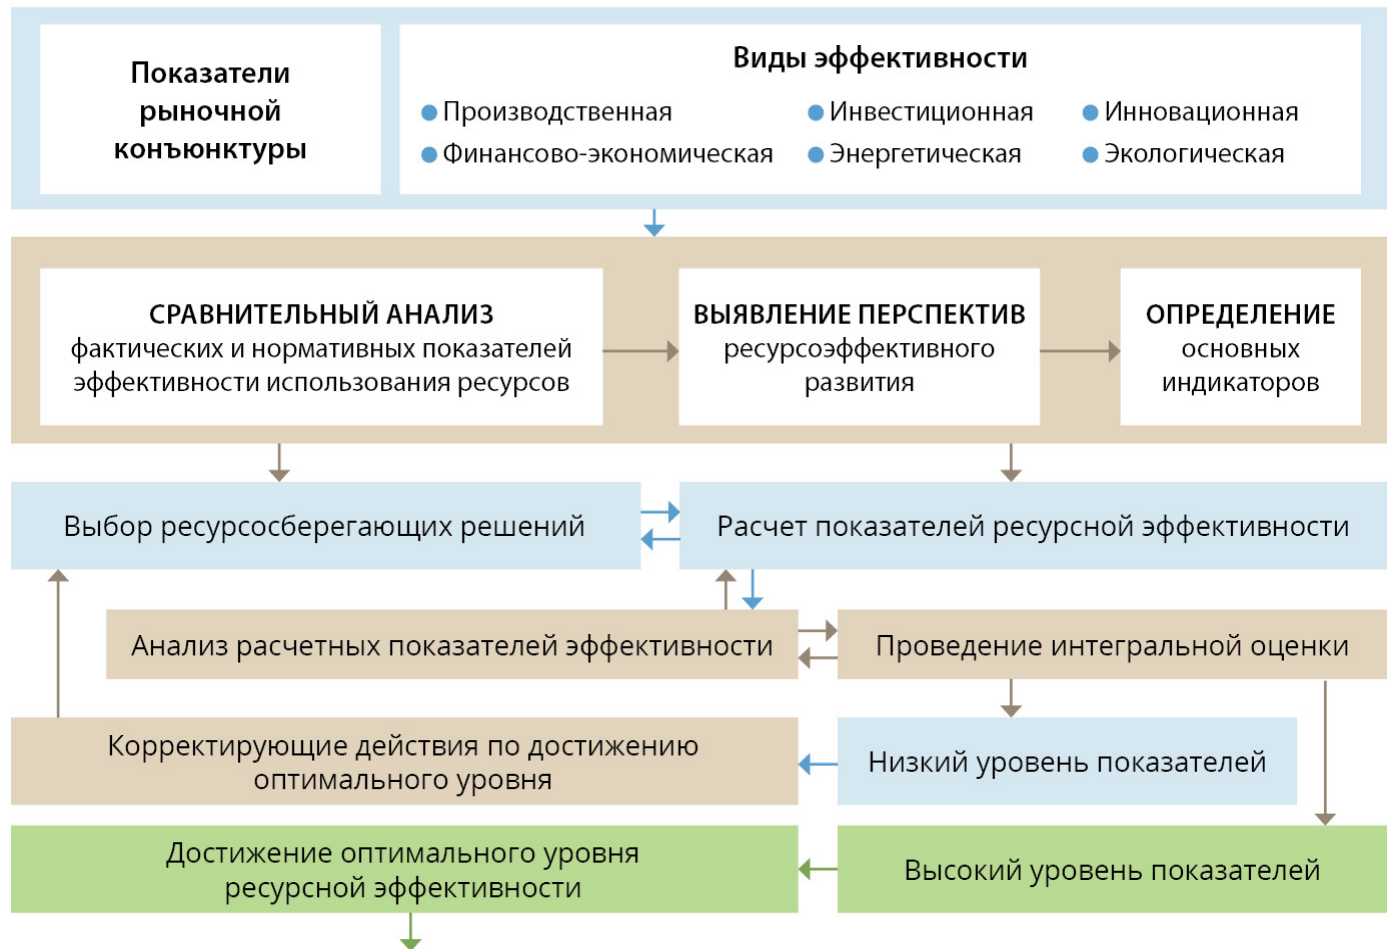 Показатели
рыночной
конъюнктуры
Виды эффективности
Производственная
Инвестиционная
Инновационная
Финансово-экономическая
Энергетическая
Экологическая
СРАВНИТЕЛЬНЫЙ АНАЛИЗ
фактических и нормативных показателей
эффективности использования ресурсов
ВЫЯВЛЕНИЕ ПЕРСПЕКТИВ
ресурсоэффективного
развития
ОПРЕДЕЛЕНИЕ
основных
индикаторов
Выбор ресурсосберегающих решений
Расчет показателей ресурсной эффективности
Анализ расчетных показателей эффективности
Проведение интегральной оценки
Корректирующие действия по достижению
оптимального уровня
Низкий уровень показателей
Достижение оптимального уровня
ресурсной эффективности
Высокий уровень показателей